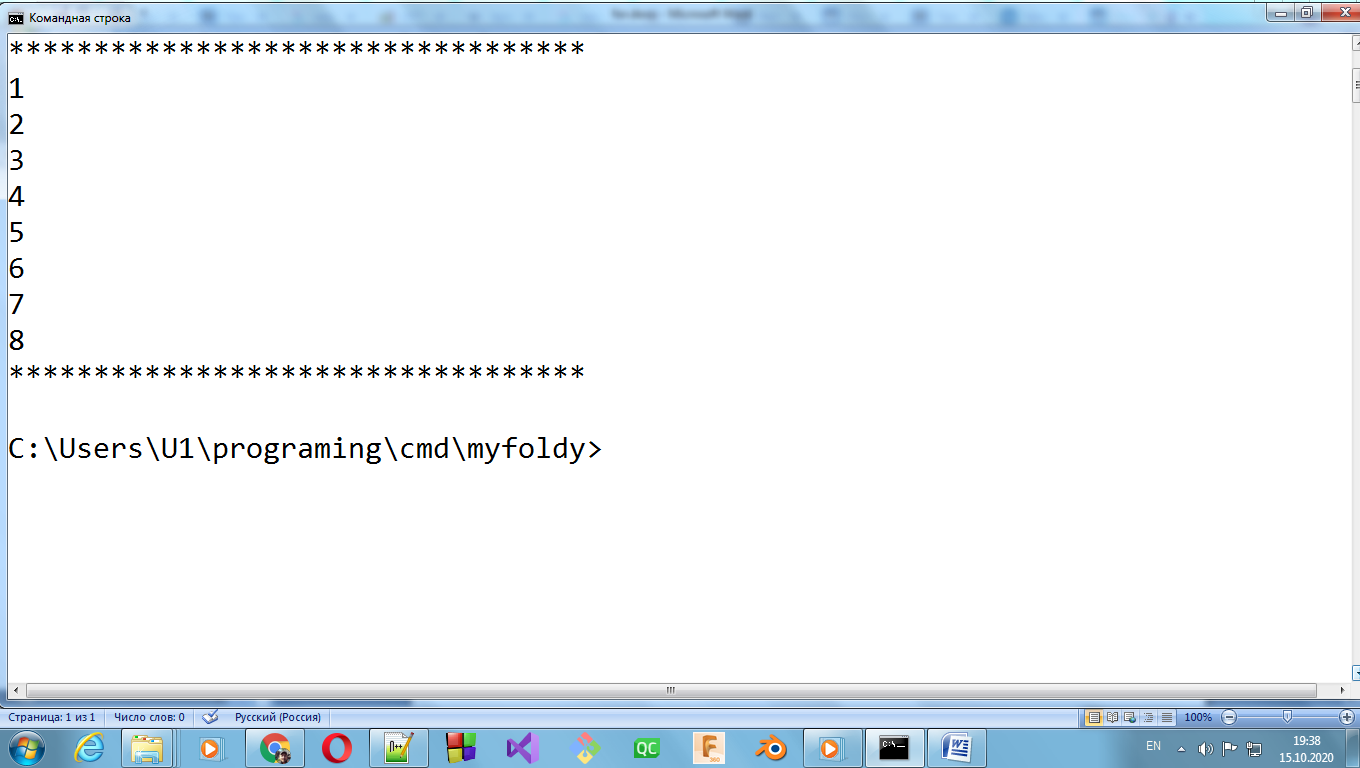 Командная строка
**********************************
1
2
3
4
5
6
7
8
**********************************
C:\Users\U1\programing\cmd\myfoldy>
Страница: 1 из 1 Число слов: 0 Русский (Россия) 100%
EN 19:38
15.10.2020